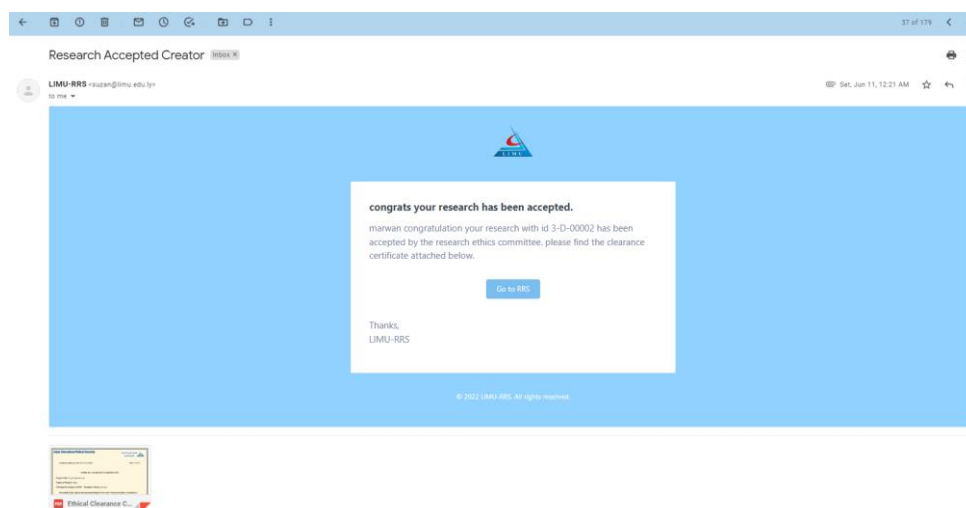 37 of 179
Research Accepted Creator Inbox ×
LIMU-RRS <suzan@limu.edu.ly>
Sat, Jun 11, 12:21 AM
to me
LIMU
congrats your research has been accepted.
marwan congratulation your research with id 3-D-00002 has been
accepted by the research ethics committee, please find the clearance
certificate attached below.
Go to RRS
Thanks,
LIMU-RRS
© 2022 LIMU-RRS. All rights reserved.
PDF Ethical Clearance C...